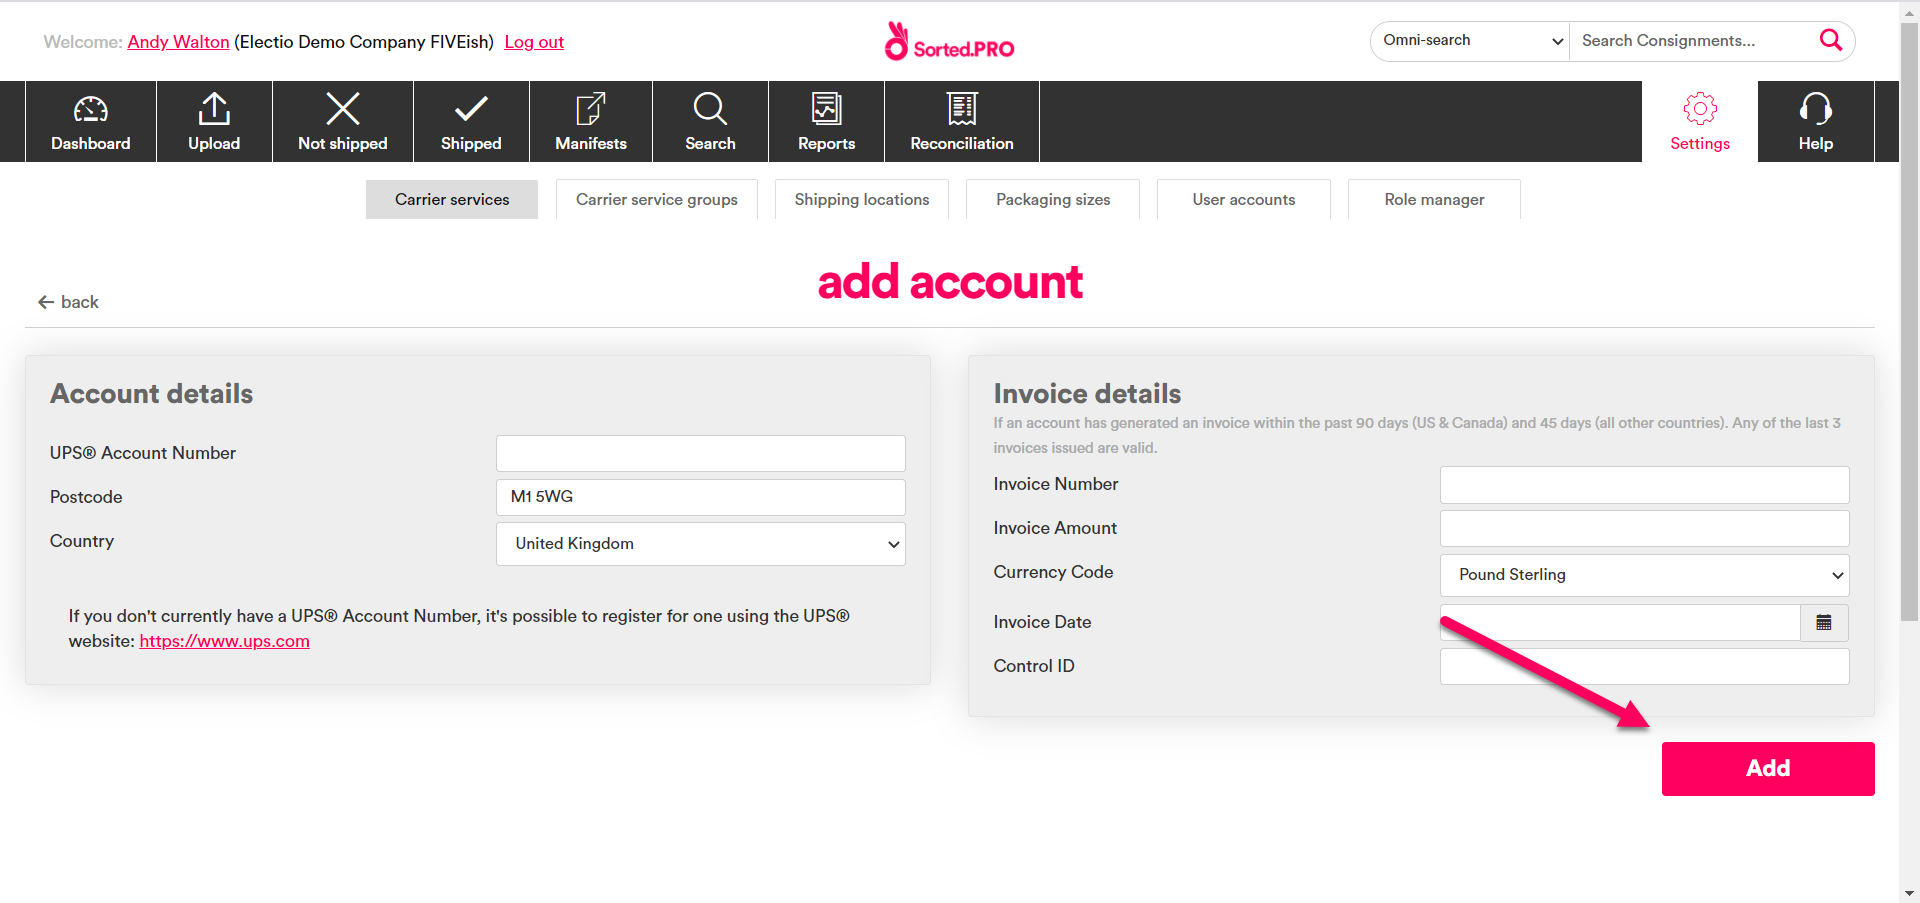 Welcome: Andy Walton (Electio Demo Company FIVEish) Log out
Sorted.PRO
Omni-search
Search Consignments...
Dashboard
Upload
Not shipped
Shipped
Manifests
Search
Reports
Reconciliation
Settings
Help
Carrier services
Carrier service groups
Shipping locations
Packaging sizes
User accounts
Role manager
add account
back
Account details
UPS® Account Number
Postcode
M1 5WG
Country
United Kingdom
If you don't currently have a UPS® Account Number, it's possible to register for one using the UPS®
website: https://www.ups.com
Invoice details
If an account has generated an invoice within the past 90 days (US & Canada) and 45 days (all other countries). Any of the last 3
invoices issued are valid.
Invoice Number
Invoice Amount
Currency Code
Pound Sterling
Invoice Date
Control ID
Add